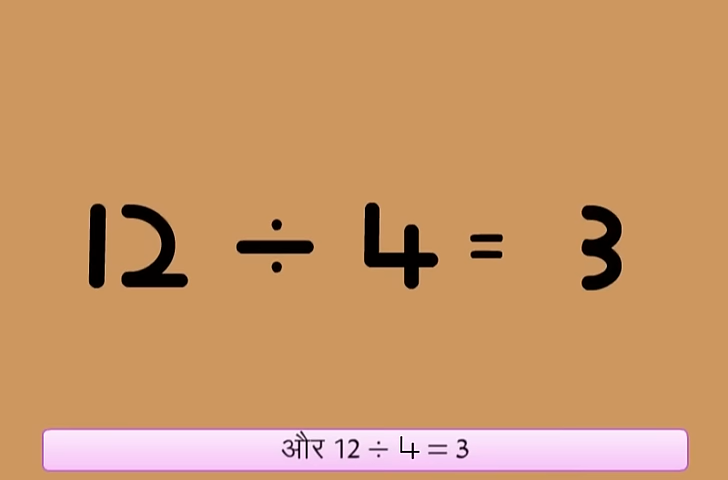 12 ÷ 4 = 3
और 12 ÷ 4 = 3